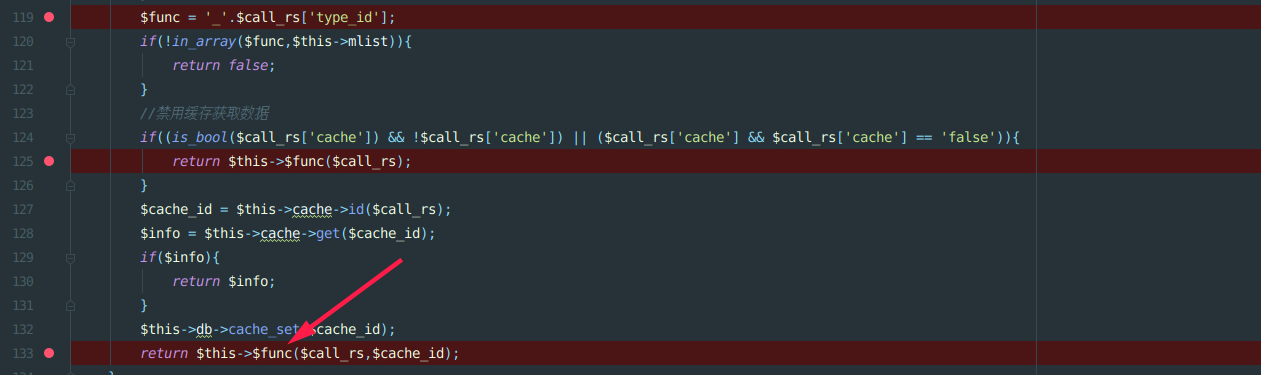 119 $func = '_'.$call_rs['type_id'];
120 if(!in_array($func,$this->mlist)){
121 return false;
122 }
123 //禁用缓存获取数据
124 if((is_bool($call_rs['cache']) && !$call_rs['cache']) || ($call_rs['cache'] && $call_rs['cache'] == 'false')){
125 return $this->$func($call_rs);
126 }
127 $cache_id = $this->cache->id($call_rs);
128 $info = $this->cache->get($cache_id);
129 if($info){
130 return $info;
131 }
132 $this->db->cache_set $cache_id);
133 return $this->$func($call_rs,$cache_id);